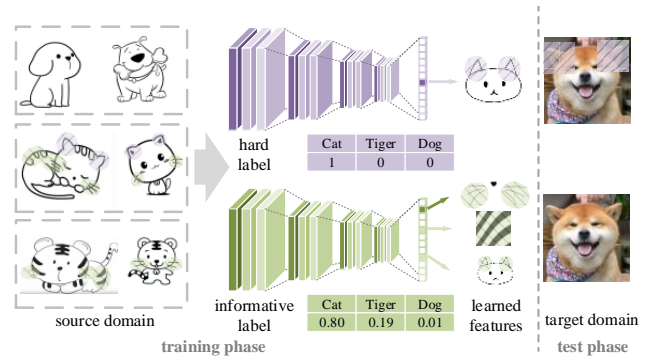 hard
label
Cat Tiger Dog
1 0 0
informative
label
Cat Tiger Dog
0.80 0.19 0.01
learned
features
source domain
target domain
training phase
test phase